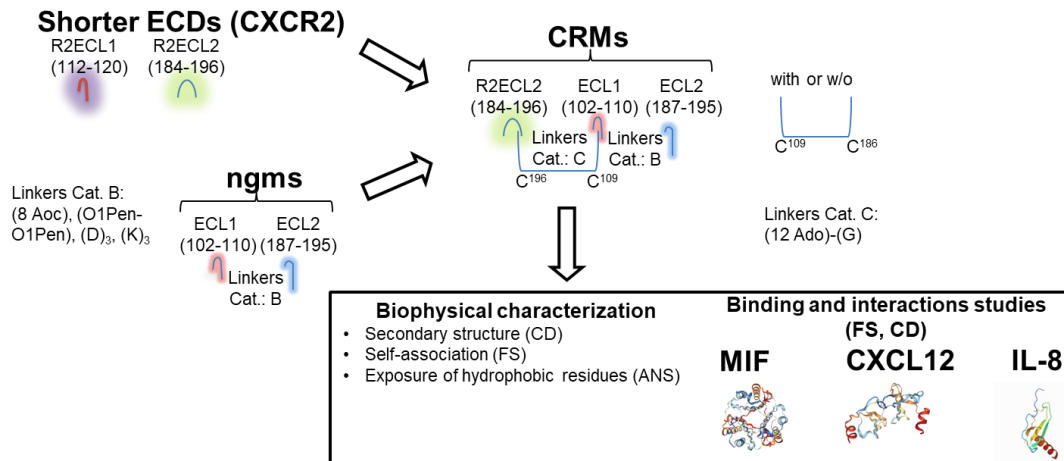 Shorter ECDs (CXCR2)
R2ECL1 R2ECL2
(112-120) (184-196)
CRMs
R2ECL2 ECL1 ECL2
(184-196) (102-110) (187-195)
Linkers Linkers
Cat.: C Cat.: B
C196 C109
with or w/o
C109 C186
Linkers Cat. B:
(8 Aoc), (O1Pen-
O1Pen), (D)3, (K)3
ngms
ECL1 ECL2
(102-110) (187-195)
Linkers
Cat.: B
Linkers Cat. C:
(12 Ado)-(G)
Biophysical characterization
• Secondary structure (CD)
• Self-association (FS)
• Exposure of hydrophobic residues (ANS)
Binding and interactions studies
(FS, CD)
MIF CXCL12 IL-8